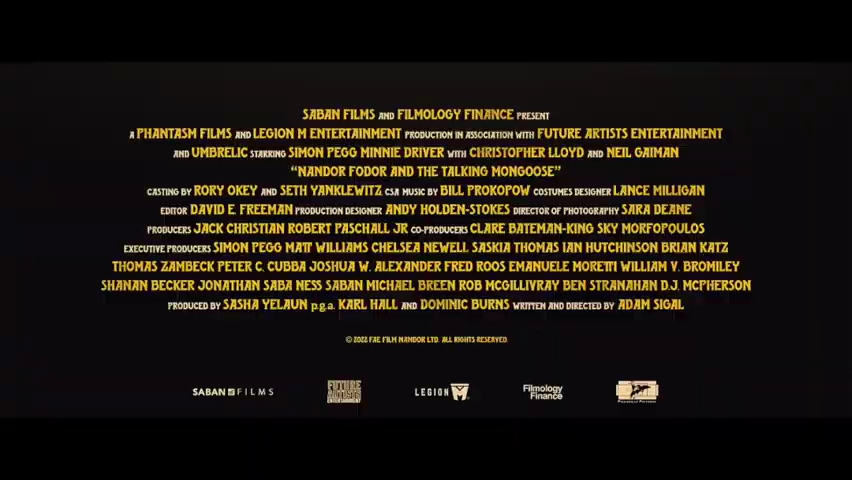 SABAN FILMS AND FILMOLOGY FINANCE PRESENT
A PHANTASM FILMS AND LEGION M ENTERTAINMENT PRODUCTION IN ASSOCIATION WITH FUTURE ARTISTS ENTERTAINMENT
AND UMBRELIC STARRING SIMON PEGG MINNIE DRIVER WITH CHRISTOPHER LLOYD AND NEIL GAIMAN
“NANDOR FODOR AND THE TALKING MONGOOSE”
CASTING BY RORY OKEY AND SETH YANKLEWITZ CSA MUSIC BY BILL PROKOPOW COSTUMES DESIGNER LANCE MILLIGAN
EDITOR DAVID E. FREEMAN PRODUCTION DESIGNER ANDY HOLDEN-STOKES DIRECTOR OF PHOTOGRAPHY SARA DEANE
PRODUCERS JACK CHRISTIAN ROBERT PASCHALL JR CO-PRODUCERS CLARE BATEMAN-KING SKY MORFOPOULOS
EXECUTIVE PRODUCERS SIMON PEGG MATT WILLIAMS CHELSEA NEWELL SASKIA THOMAS IAN HUTCHINSON BRIAN KATZ
THOMAS ZAMBECK PETER C. CUBBA JOSHUA W. ALEXANDER FRED ROOS EMANUELE MORETTI WILLIAM V. BROMILEY
SHANAN BECKER JONATHAN SABA NESS SABAN MICHAEL BREEN ROB MCGILLIVRAY BEN STRANAHAN D.J. MCPHERSON
PRODUCED BY SASHA YELAUN p.g.a. KARL HALL AND DOMINIC BURNS WRITTEN AND DIRECTED BY ADAM SIGAL
© 2022 FAE FILM NANDOR LTD. ALL RIGHTS RESERVED.
SABAN FILMS
FUTURE ARTISTS ENTERTAINMENT
LEGION M
Filmology Finance